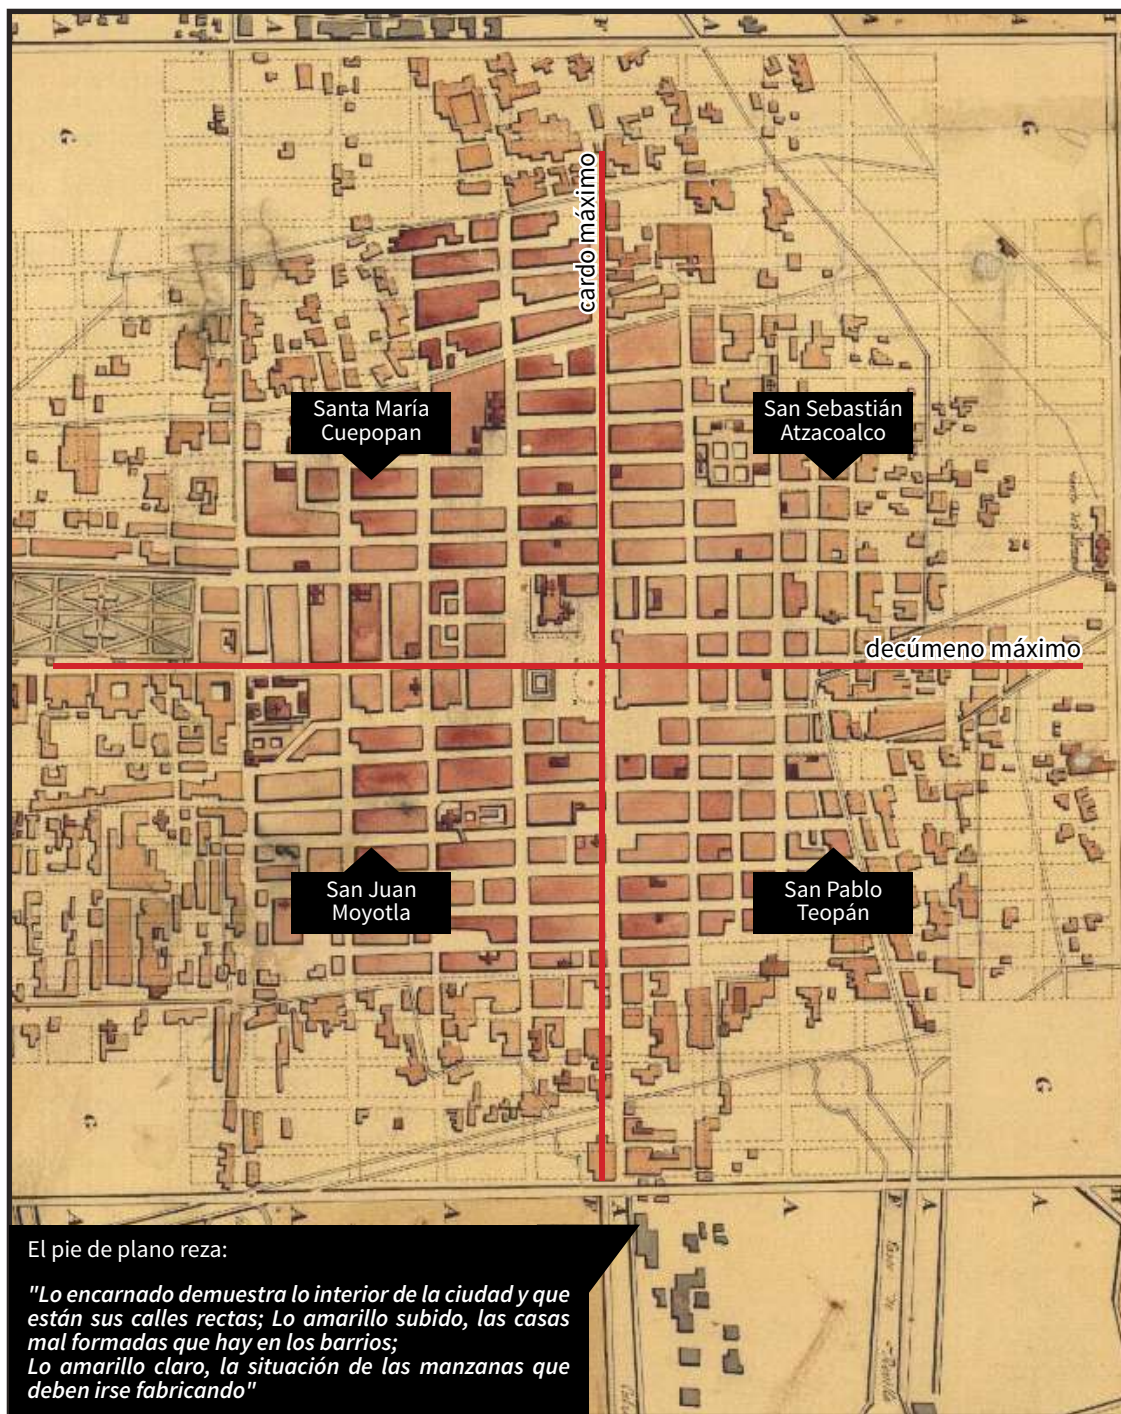 A
A
F
A
A
A
H
G
G
cardo máximo
Santa María
Cuepopan
San Sebastián
Atzacoalco
decúmeno máximo
San Juan
Moyotla
San Pablo
Teopán
G
G
A
A
A
F
A
A
F
A
A
H
El pie de plano reza:
"Lo encarnado demuestra lo interior de la ciudad y que
están sus calles rectas; Lo amarillo subido, las casas
mal formadas que hay en los barrios;
Lo amarillo claro, la situación de las manzanas que
deben irse fabricando"